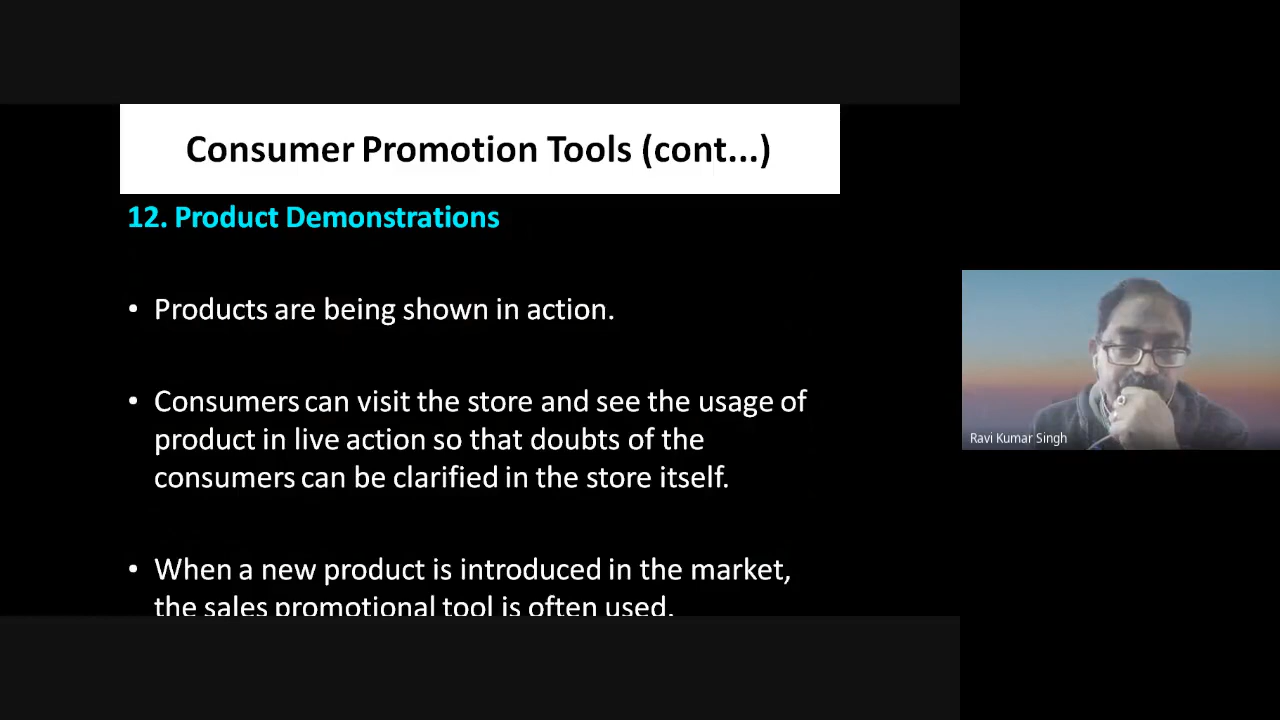 Consumer Promotion Tools (cont...)
12. Product Demonstrations
• Products are being shown in action.
• Consumers can visit the store and see the usage of
product in live action so that doubts of the
consumers can be clarified in the store itself.
• When a new product is introduced in the market,
the sales promotional tool is often used.
Ravi Kumar Singh